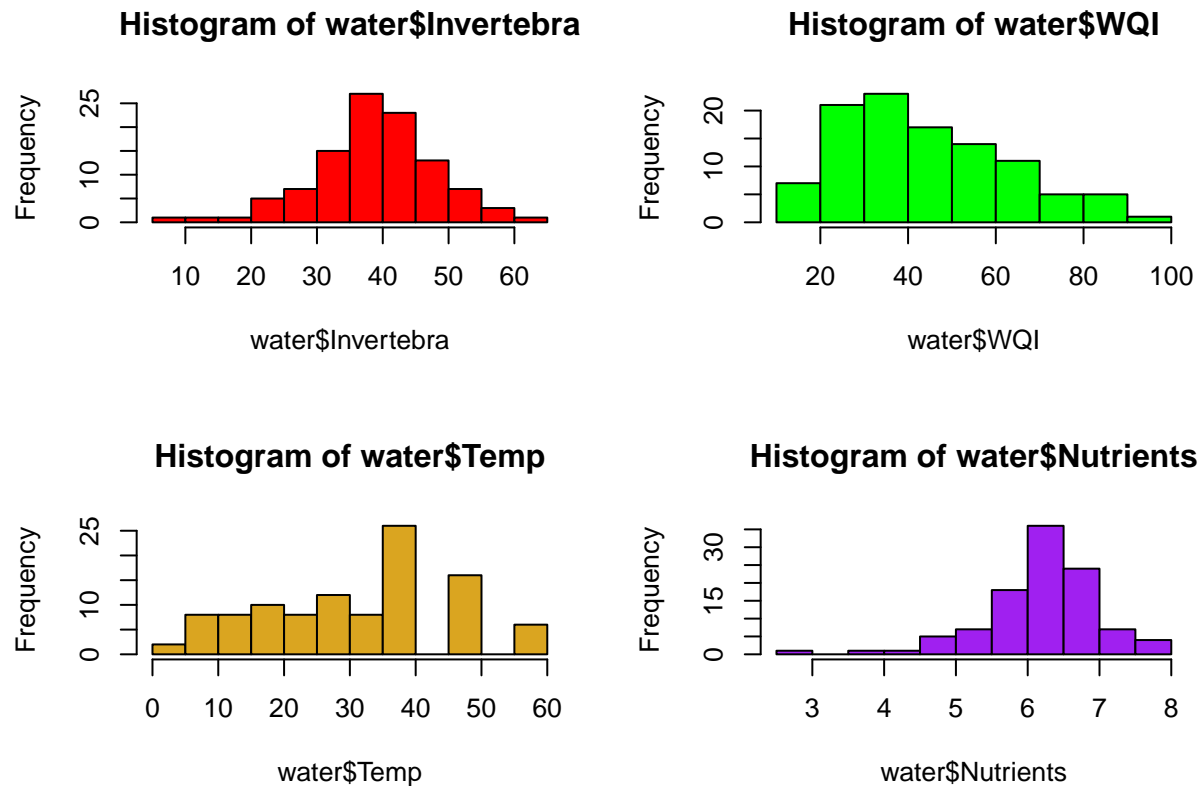 Histogram of water$Invertebra
Frequency
0 10 25
10 20 30 40 50 60
water$Invertebra
Histogram of water$WQI
Frequency
0 10 20
20 40 60 80 100
water$WQI
Histogram of water$Temp
Frequency
0 10 25
0 10 20 30 40 50 60
water$Temp
Histogram of water$Nutrients
Frequency
0 15 30
3 4 5 6 7 8
water$Nutrients